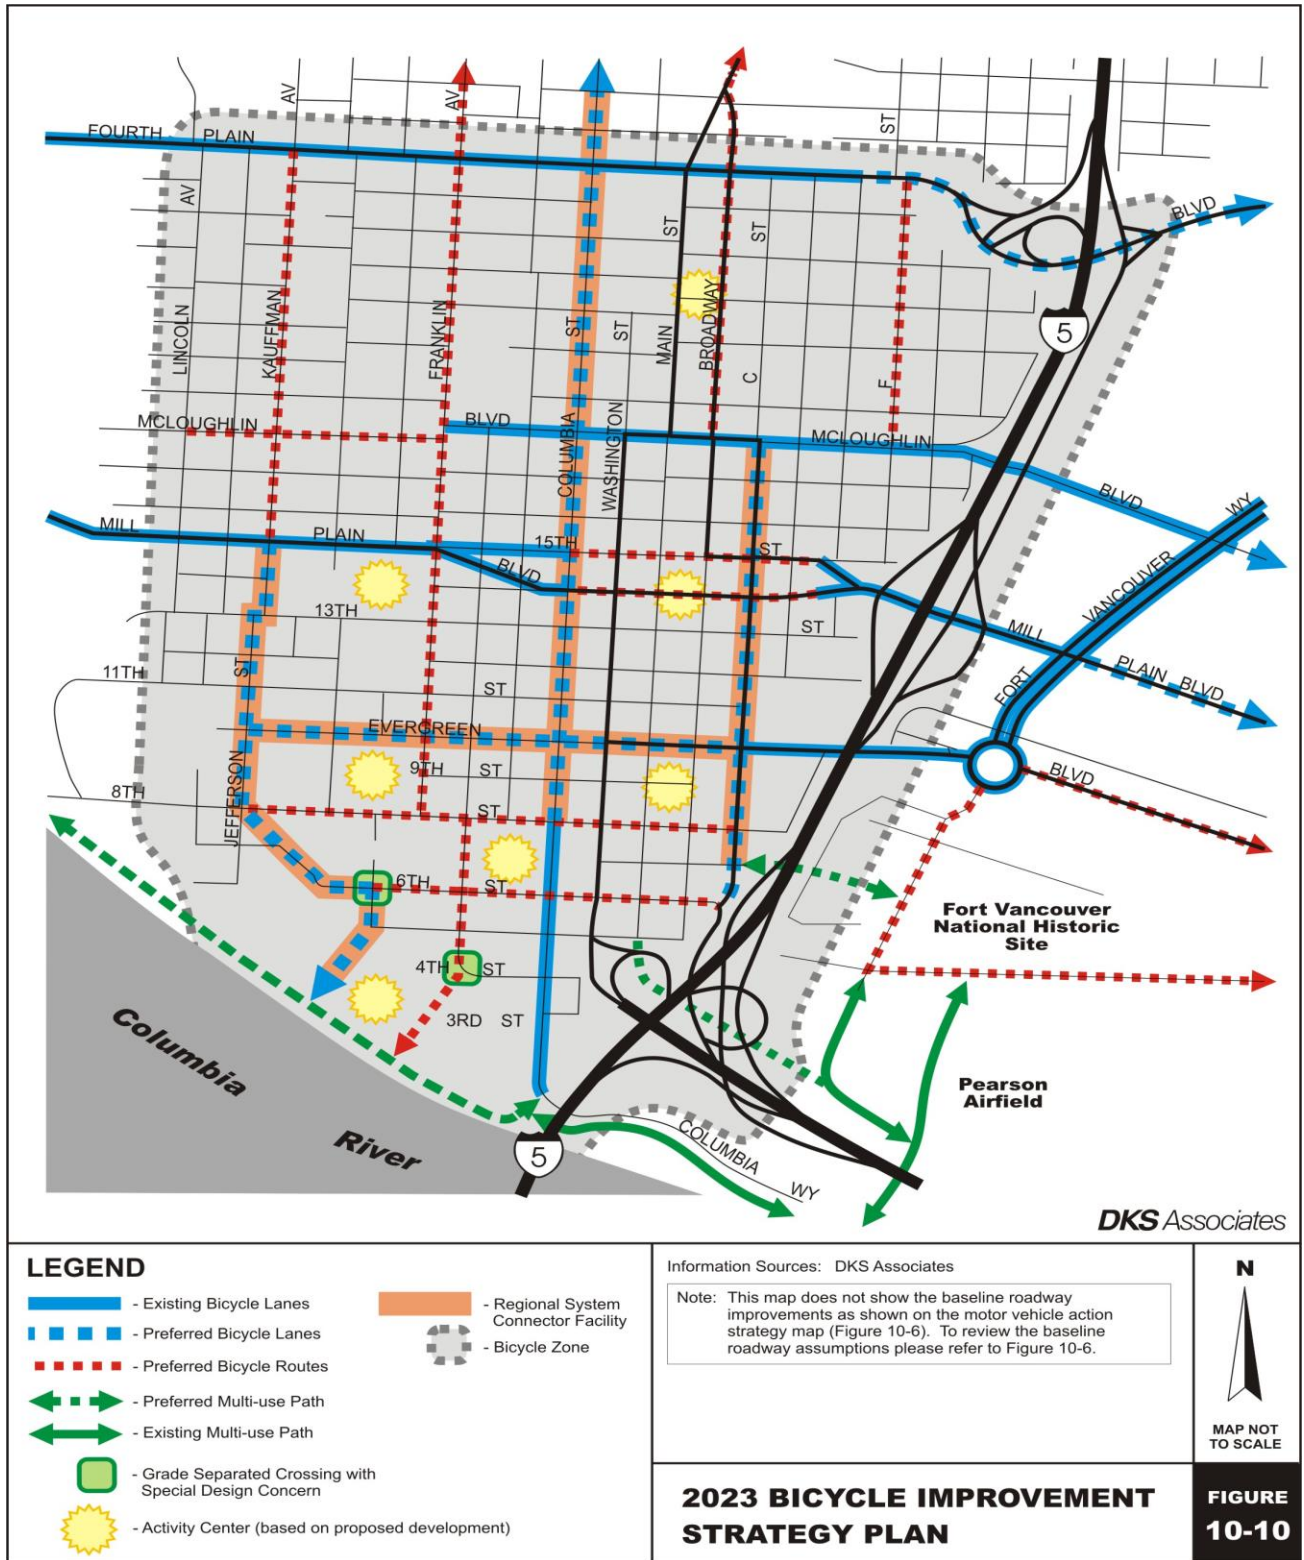 AV
AV
ST
FOURTH PLAIN
AV
BLVD
ST
ST
LINCOLN
KAUFFMAN
FRANKLIN
ST
ST
MAIN
BROADWAY
C
F
5
MCLOUGHLIN
BLVD
COLUMBIA
WASHINGTON
MCLOUGHLIN
BLVD
WY
MILL
PLAIN
15TH
ST
BLVD
VANCOUVER
13TH
ST
MILL
PLAIN
BLVD
11TH
ST
ST
FORT
EVERGREEN
9TH
ST
BLVD
8TH
JEFFERSON
ST
6TH
ST
Fort Vancouver
National Historic
Site
4TH
ST
3RD
ST
Columbia
River
Pearson
Airfield
5
COLUMBIA
WY
DKS Associates
LEGEND
- Existing Bicycle Lanes
- Preferred Bicycle Lanes
- Preferred Bicycle Routes
- Preferred Multi-use Path
- Existing Multi-use Path
- Grade Separated Crossing with
Special Design Concern
- Activity Center (based on proposed development)
- Regional System
Connector Facility
- Bicycle Zone
Information Sources: DKS Associates
Note: This map does not show the baseline roadway
improvements as shown on the motor vehicle action
strategy map (Figure 10-6). To review the baseline
roadway assumptions please refer to Figure 10-6.
N
MAP NOT
TO SCALE
2023 BICYCLE IMPROVEMENT
STRATEGY PLAN
FIGURE
10-10